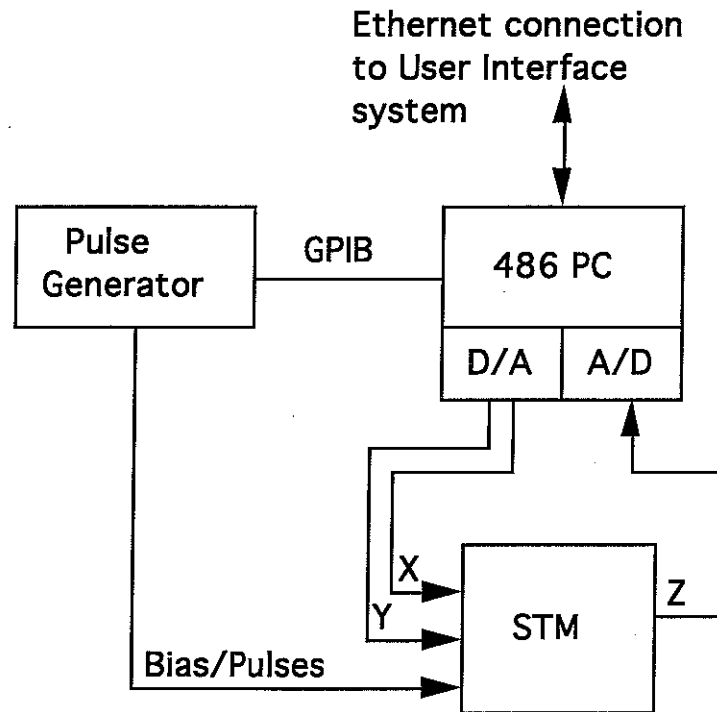 Ethernet connection
to User Interface
system
Pulse
Generator
GPIB
486 PC
D/A
A/D
X
Y
Z
STM
Bias/Pulses